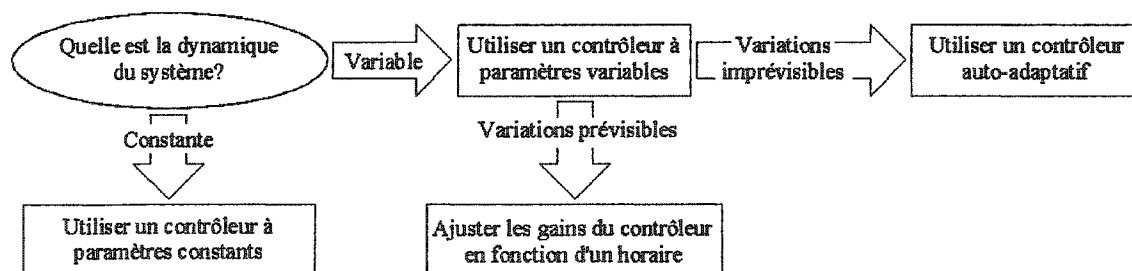 Quelle est la dynamique
du système?
Variable
Utiliser un contrôleur à
paramètres variables
Variations
imprévisibles
Utiliser un contrôleur
auto-adaptatif
Constante
Variations prévisibles
Utiliser un contrôleur à
paramètres constants
Ajuster les gains du contrôleur
en fonction d'un horaire